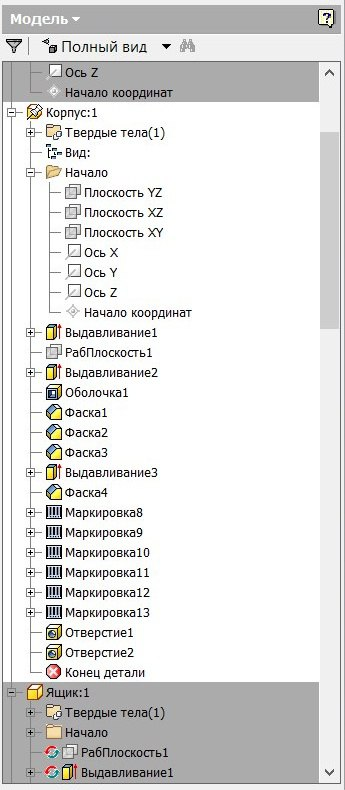 Модель
?
Полный вид
Ось Z
Начало координат
Корпус:1
Твердые тела(1)
Вид:
Начало
Плоскость YZ
Плоскость XZ
Плоскость XY
Ось X
Ось Y
Ось Z
Начало координат
Выдавливание1
РабПлоскость1
Выдавливание2
Оболочка1
Фаска1
Фаска2
Фаска3
Выдавливание3
Фаска4
Маркировка8
Маркировка9
Маркировка10
Маркировка11
Маркировка12
Маркировка13
Отверстие1
Отверстие2
Конец детали
Ящик:1
Твердые тела(1)
Начало
РабПлоскость1
Выдавливание1